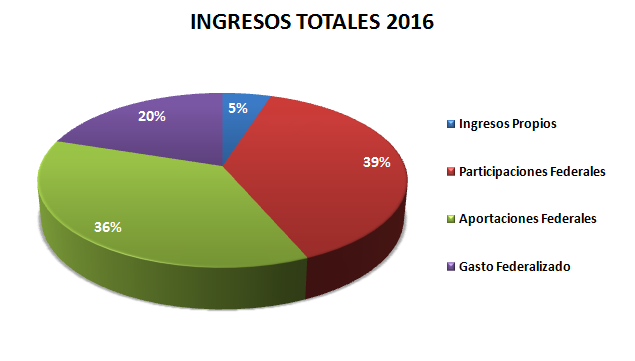 INGRESOS TOTALES 2016
5%
39%
36%
20%
Ingresos Propios
Participaciones Federales
Aportaciones Federales
Gasto Federalizado